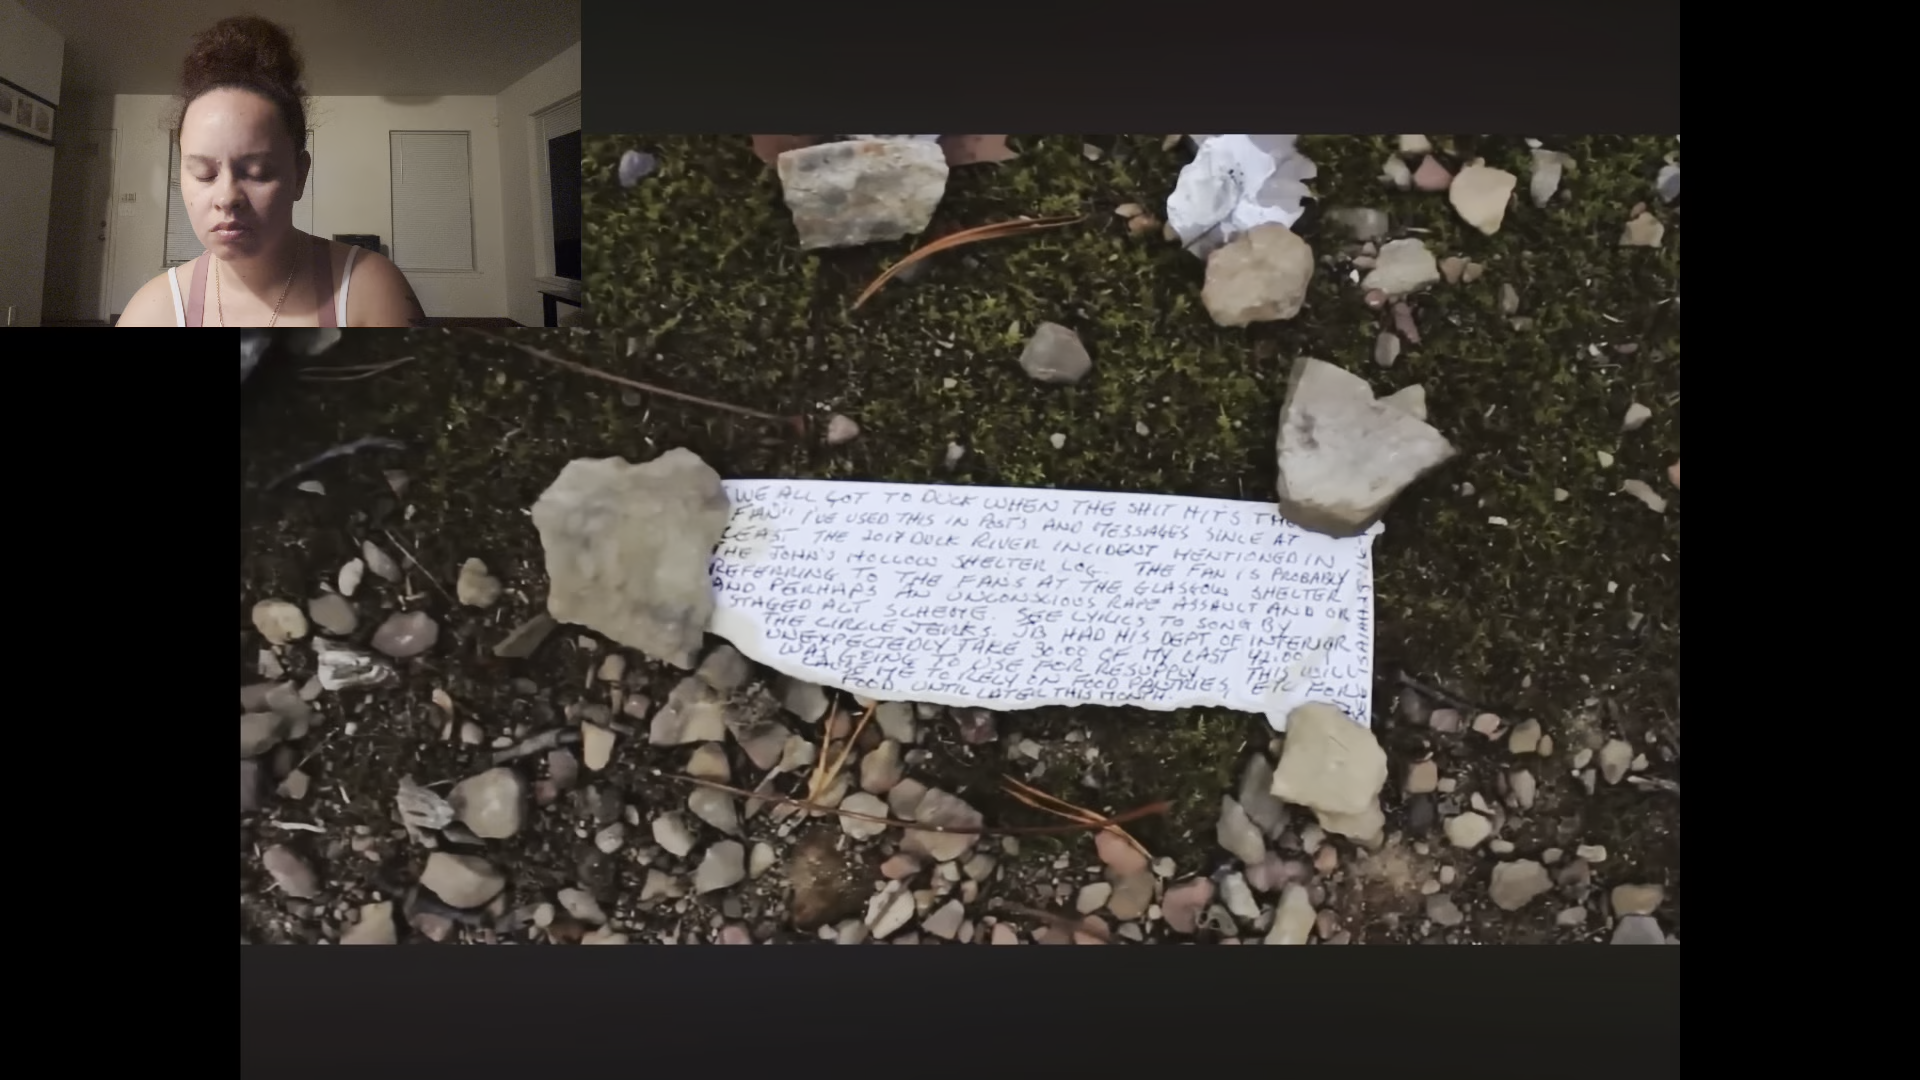 "WE ALL GOT TO DUCK WHEN THE SHIT HITS THE
FAN" I'VE USED THIS IN POSTS AND MESSAGES SINCE AT
LEAST THE 2017 DUCK RIVER INCIDENT MENTIONED IN
THE JOHN'S HOLLOW SHELTER LOG. THE FAN IS PROBABLY
REFERRING TO THE FANS AT THE GLASGOW SHELTER
AND PERHAPS AN UNCONSCIOUS RAPE ASSAULT AND OR
STAGED ALT SCHEME. SEE LYRICS TO SONG BY
THE CIRCLE JERKS. JB HAD HIS DEPT OF INTERIOR
UNEXPECTEDLY TAKE 30.00 OF MY LAST 42.00 I
WAS GOING TO USE FOR RESUPPLY. THIS WILL
CAUSE ME TO RELY ON FOOD PANTRIES, ETC FOR
FOOD UNTIL LATER THIS MONTH.